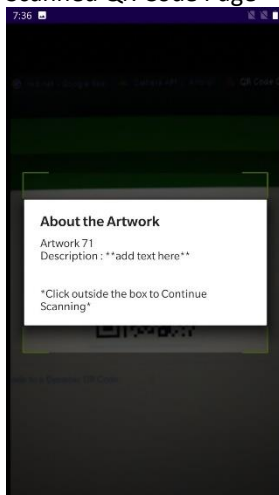 Scanned QR Code Page
7:36
About the Artwork
Artwork 71
Description : **add text here**
*Click outside the box to Continue
Scanning*